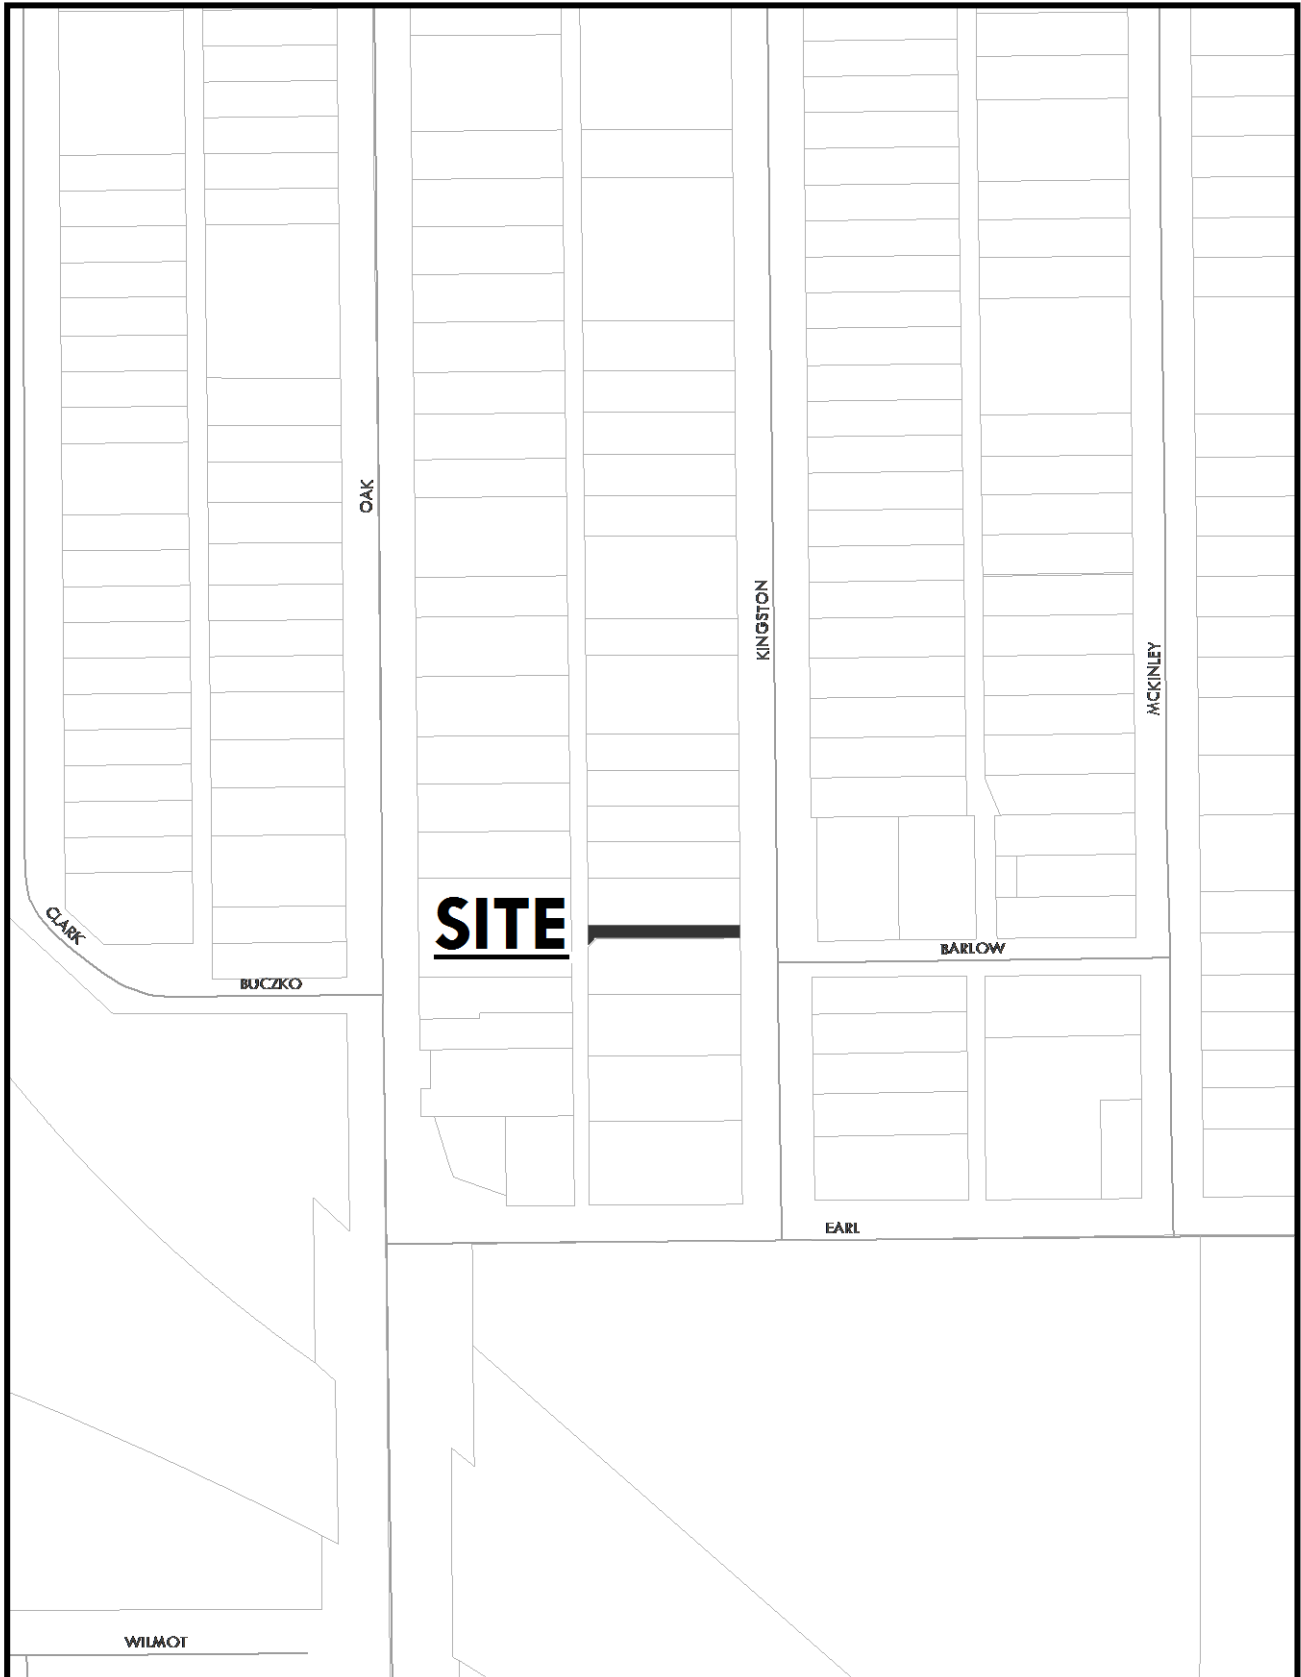 OAK
KINGSTON
MCKINLEY
SITE
CLARK
BARLOW
BUCZKO
EARL
WILMOT